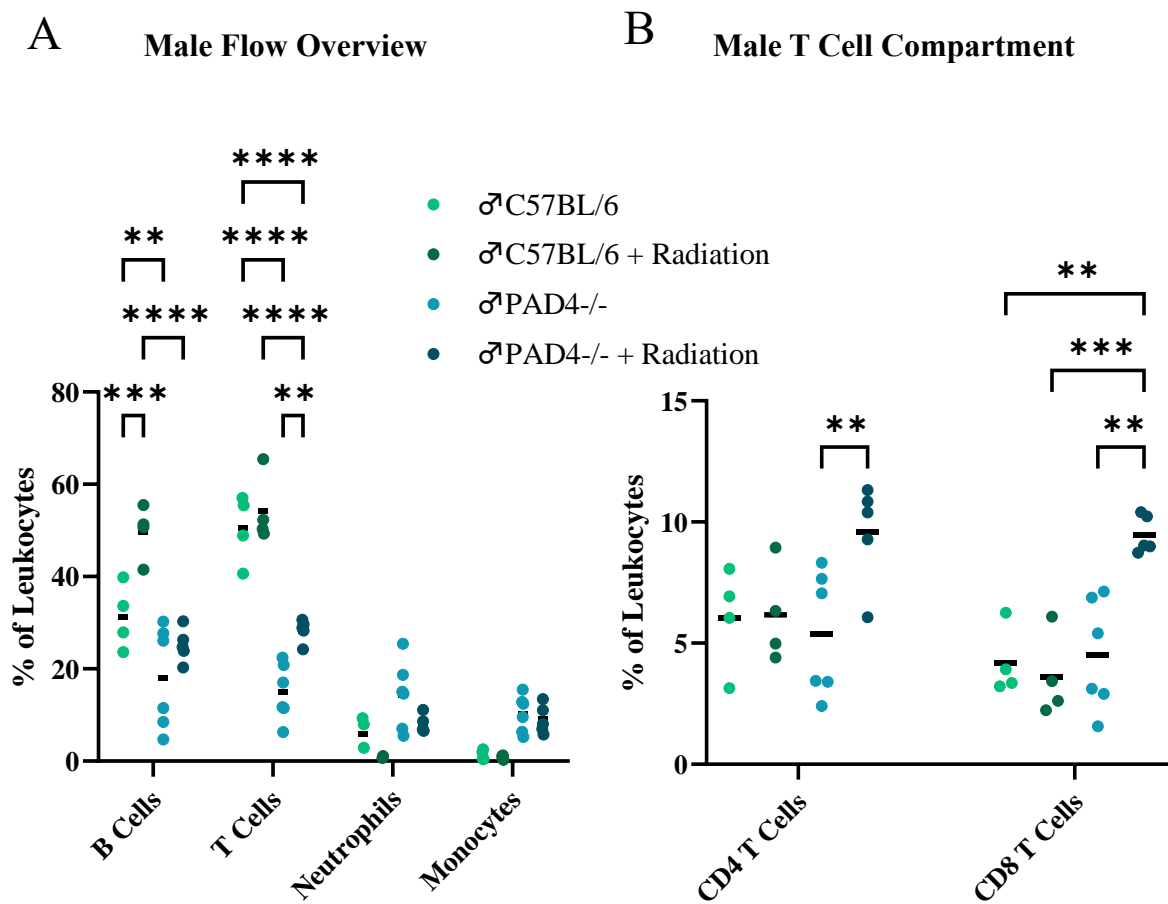 A
Male Flow Overview
B
Male T Cell Compartment
****
**
****
****
****
***
**
♂C57BL/6
♂C57BL/6 + Radiation
♂PAD4-/-
♂PAD4-/- + Radiation
% of Leukocytes
80
60
40
20
0
B Cells
T Cells
Neutrophils
Monocytes
**
***
**
**
% of Leukocytes
15
10
5
0
CD4 T Cells
CD8 T Cells